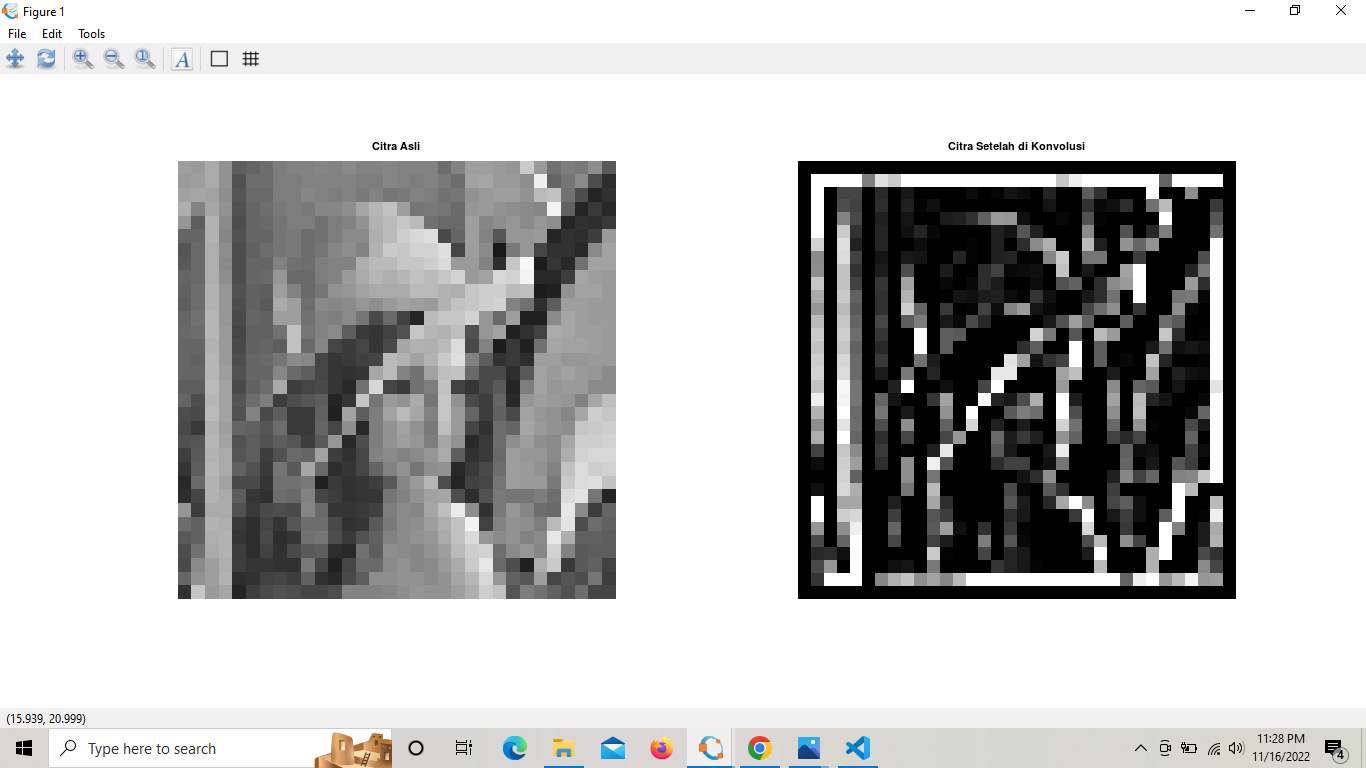 Figure 1
File Edit Tools
A
Citra Asli
Citra Setelah di Konvolusi
(15.939, 20.999)
Type here to search
11:28 PM
11/16/2022
4